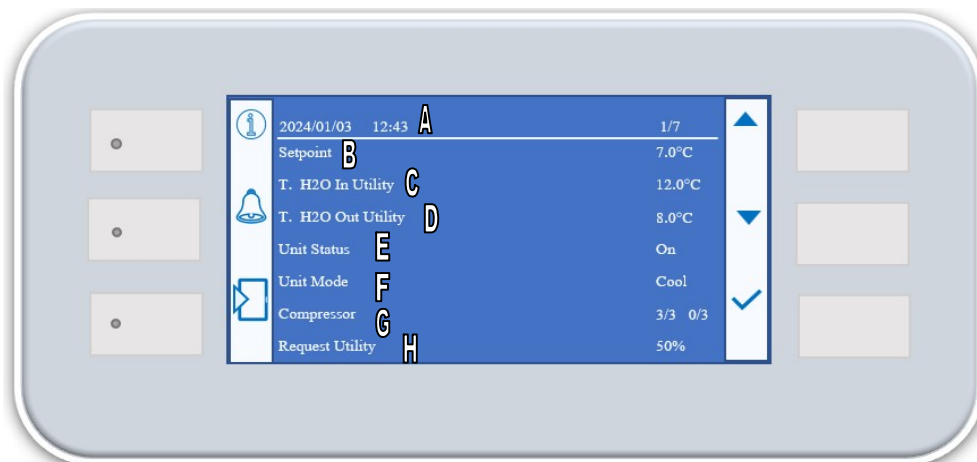 2024/01/03 12:43 A 1/7
Setpoint B 7.0°C
T. H2O In Utility C 12.0°C
T. H2O Out Utility D 8.0°C
Unit Status E On
Unit Mode F Cool
Compressor G 3/3 0/3
Request Utility H 50%